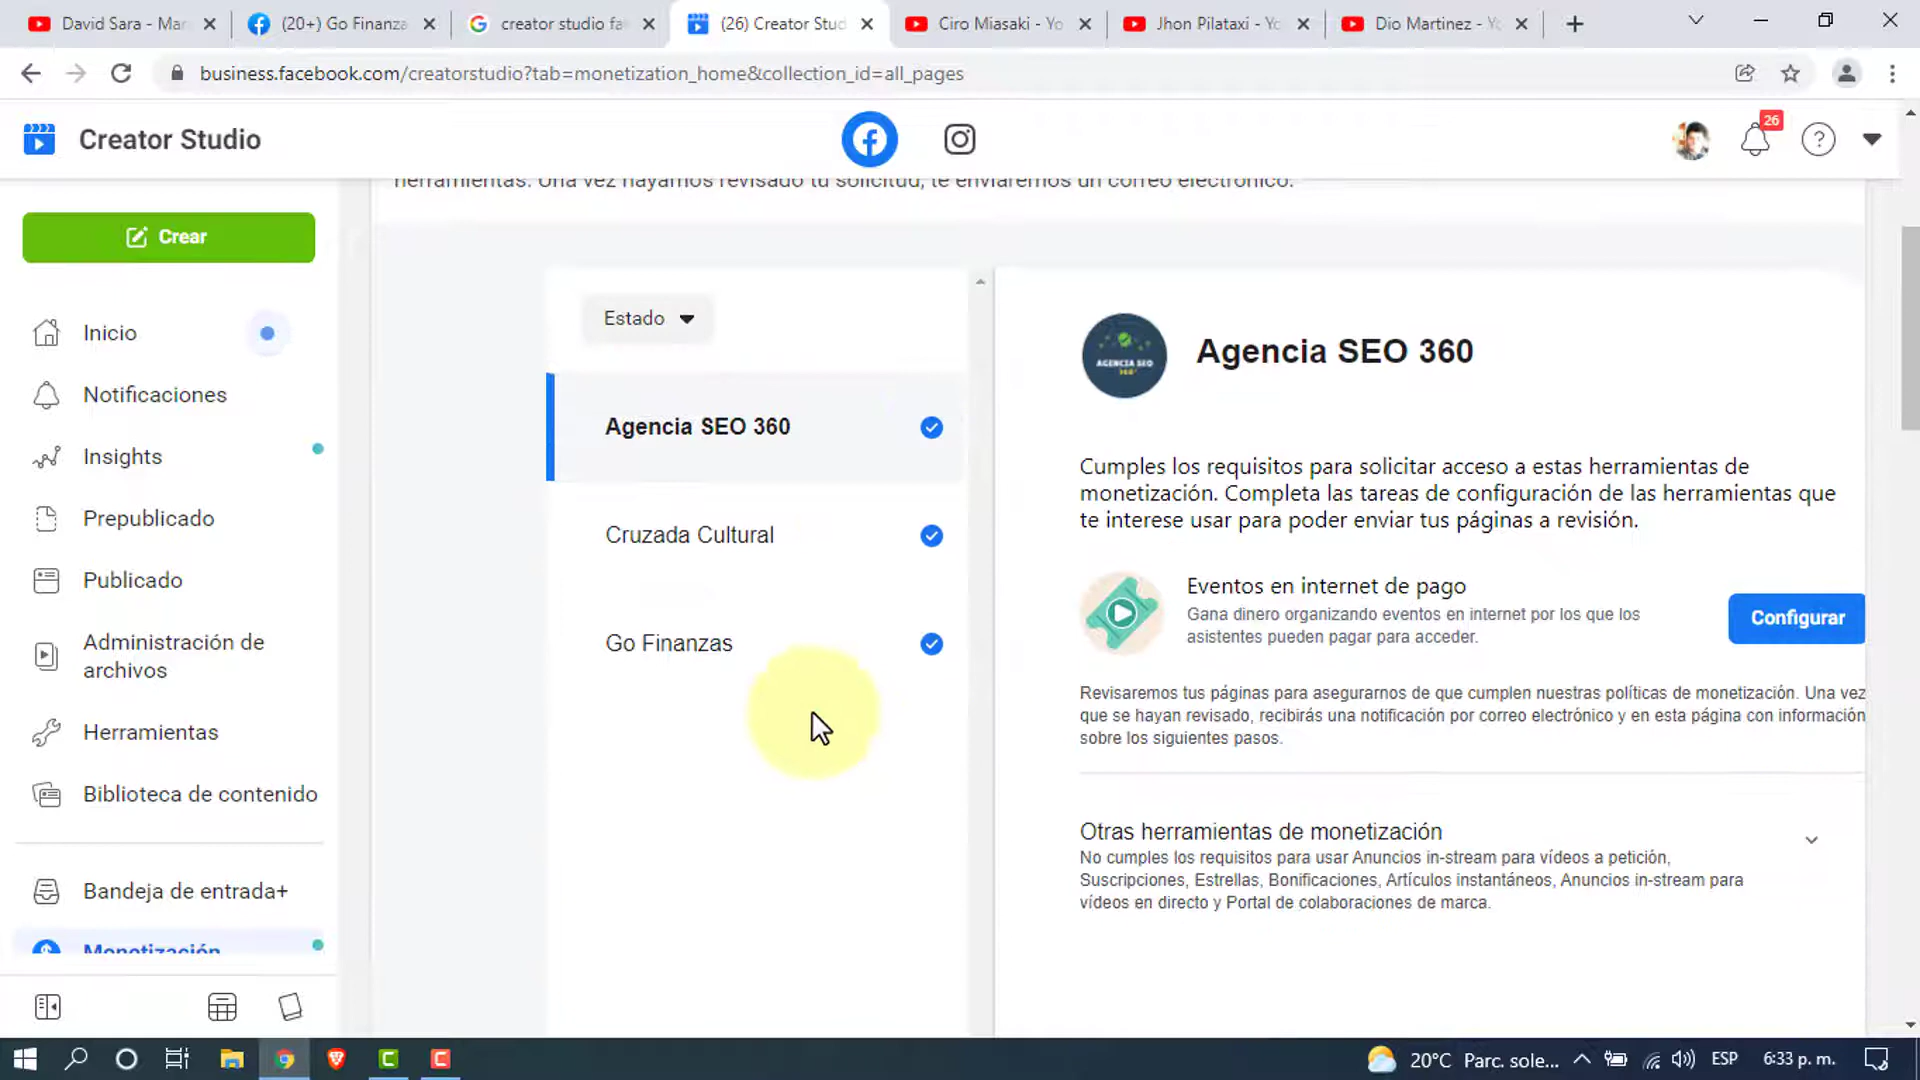 David Sara - Mar
(20+) Go Finanza
creator studio fa
(26) Creator Stud
Ciro Miasaki - Yo
Jhon Pilataxi - Yo
Dio Martinez - Yo
business.facebook.com/creatorstudio?tab=monetization_home&collection_id=all_pages
Creator Studio
26
herramientas. Una vez hayamos revisado tu solicitud, te enviaremos un correo electrónico.
Crear
Inicio
Notificaciones
Insights
Prepublicado
Publicado
Administración de
archivos
Herramientas
Biblioteca de contenido
Bandeja de entrada+
Monetización
Estado
Agencia SEO 360
Cruzada Cultural
Go Finanzas
AGENCIA SEO
360°
Agencia SEO 360
Cumples los requisitos para solicitar acceso a estas herramientas de
monetización. Completa las tareas de configuración de las herramientas que
te interese usar para poder enviar tus páginas a revisión.
Eventos en internet de pago
Gana dinero organizando eventos en internet por los que los
asistentes pueden pagar para acceder.
Configurar
Revisaremos tus páginas para asegurarnos de que cumplen nuestras políticas de monetización. Una vez
que se hayan revisado, recibirás una notificación por correo electrónico y en esta página con información
sobre los siguientes pasos.
Otras herramientas de monetización
No cumples los requisitos para usar Anuncios in-stream para vídeos a petición,
Suscripciones, Estrellas, Bonificaciones, Artículos instantáneos, Anuncios in-stream para
vídeos en directo y Portal de colaboraciones de marca.
20°C Parc. sole...
ESP
6:33 p. m.